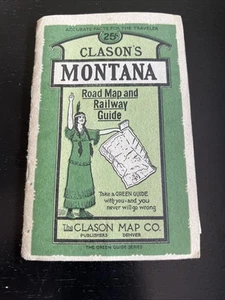 ACCURATE FACTS FOR THE TRAVELER
25¢
CLASON'S
MONTANA
Road Map and
Railway
Guide
Take a GREEN GUIDE
with you - and you
never will go wrong
The CLASON MAP CO.
PUBLISHERS DENVER
THE GREEN GUIDE SERIES